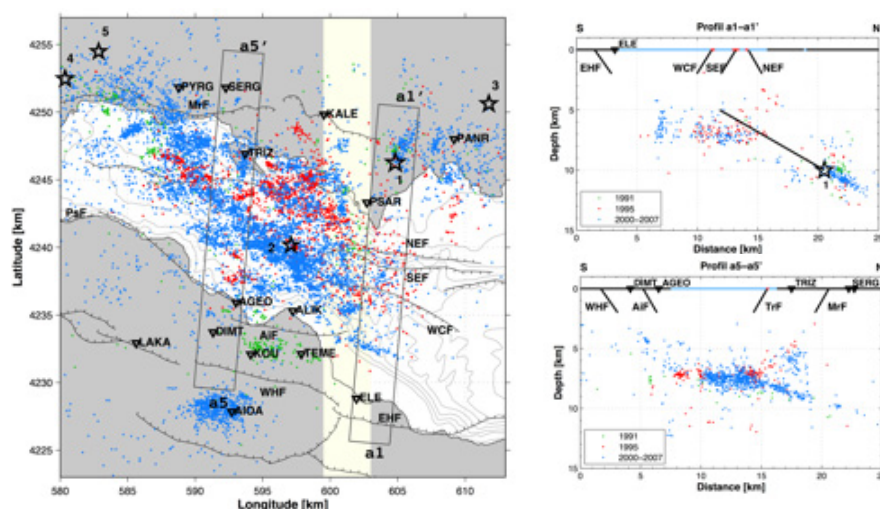 5
4
3
a5'
a1'
PYRG
SERG
MrF
KALE
PANR
TRIZ
1
PSAR
PsF
NEF
2
SEF
AGEO
ALIK
WCF
LAKA
DIMT
AiF
KOU
TEME
WHF
a5
AIOA
ELE
EHF
a1
4255
4250
4245
4240
4235
4230
4225
Latitude [km]
580 585 590 595 600 605 610
Longitude [km]
S Profil a1-a1' N
ELE
EHF WCF SEF NEF
0
5
10
15
Depth [km]
1
1991
1995
2000-2007
0 5 10 15 20 25
Distance [km]
S Profil a5-a5' N
DIMT AGEO TRIZ SERG
WHF AiF TrF MrF
0
5
10
15
Depth [km]
1991
1995
2000-2007
0 5 10 15 20
Distance [km]